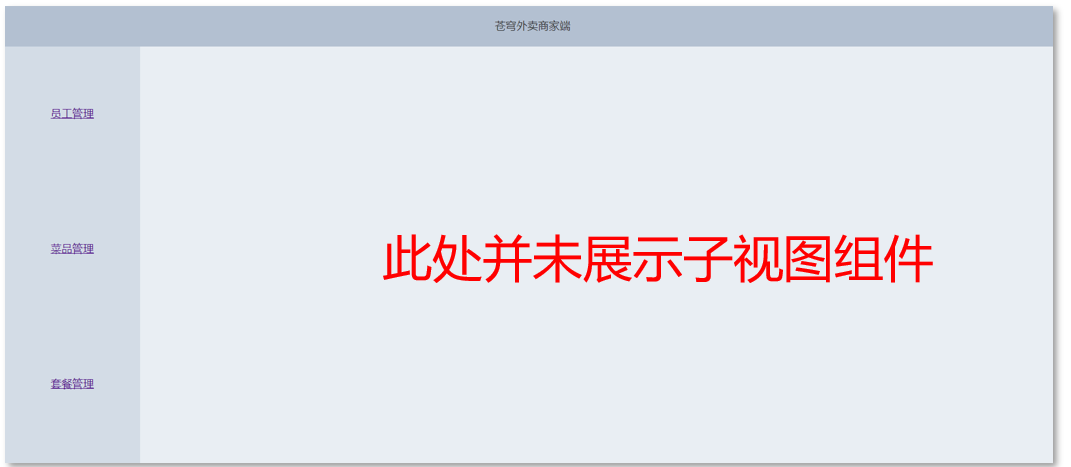 苍穹外卖商家端
员工管理
菜品管理
此处并未展示子视图组件
套餐管理